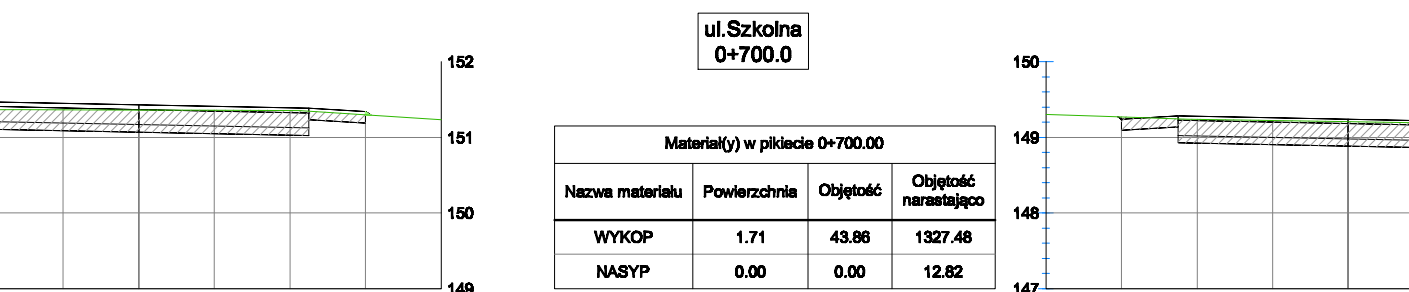 ul.Szkolna
0+700.0
152
151
150
149
Materiał(y) w pikiecie 0+700.00
Nazwa materiału Powierzchnia Objętość Objętość narastająco
WYKOP 1.71 43.86 1327.48
NASYP 0.00 0.00 12.82
150
149
148
147